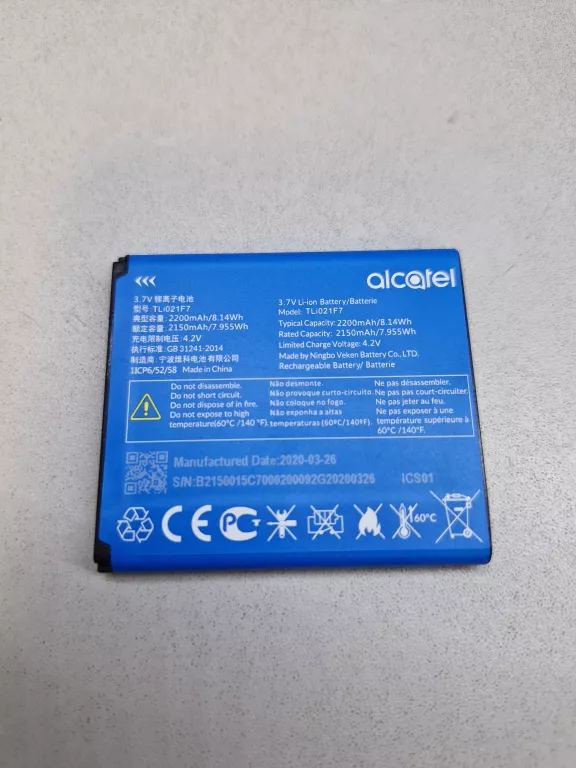 alcatel
3.7V 锂离子电池
型号: TLi021F7
典型容量: 2200mAh/8.14Wh
额定容量: 2150mAh/7.955Wh
充电限制电压: 4.2V
执行标准: GB 31241-2014
宁波维科电池有限公司
1ICP6/52/58 Made in China
3.7V Li-ion Battery/Batterie
Model: TLi021F7
Typical Capacity: 2200mAh/8.14Wh
Rated Capacity: 2150mAh/7.955Wh
Limited Charge Voltage: 4.2V
Made by Ningbo Veken Battery Co., Ltd.
Rechargeable Battery/ Batterie
Do not disassemble.
Do not short circuit.
Do not dispose of in fire.
Do not expose to high
temperature(60°C /140 °F).
Não desmonte.
Não provoque curto-circuito.
Não coloque no fogo.
Não exponha a altas
temperaturas (60ºC/140ºF).
Ne pas désassembler.
Ne pas court-circuiter.
Ne pas jeter au feu.
Ne pas exposer à une
température supérieure à
60°C /140°F.
Manufactured Date:2020-03-26
S/N:B2150015C7000200092G20200326
ICS01
CE
60°C